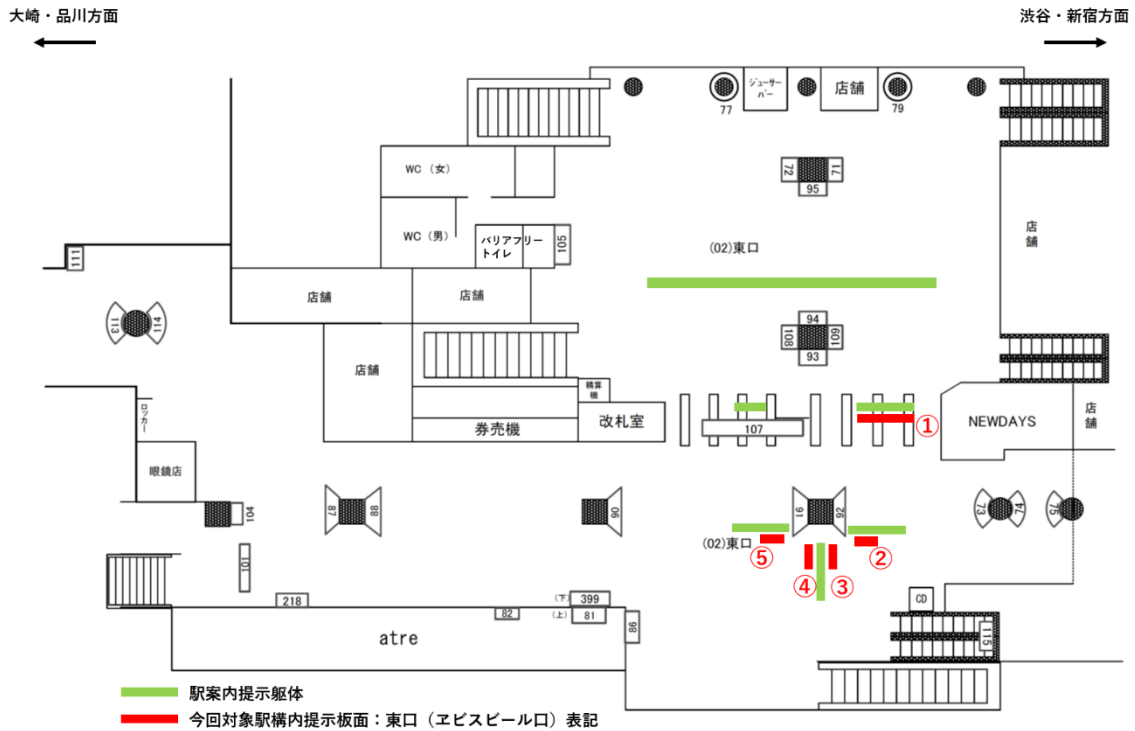 大崎・品川方面
渋谷・新宿方面
ジューサーバー
店舗
77
79
WC（女）
72
71
95
WC（男）
バリアフリー
トイレ
105
(02)東口
店舗
111
店舗
店舗
113
114
94
108
109
93
店舗
精算機
ロッカー
券売機
改札室
107
①
NEWDAYS
店舗
眼鏡店
104
87
88
90
91
92
73
74
75
(02)東口
⑤
②
④
③
101
218
82
(下)
399
(上)
81
86
CD
115
atre
駅案内提示躯体
今回対象駅構内提示板面：東口（ヱビスビール口）表記